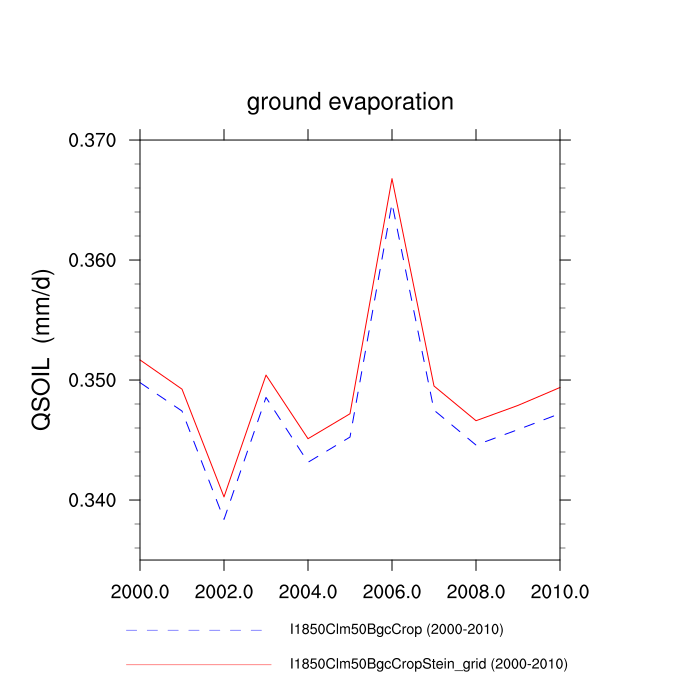 ground evaporation
0.370
0.360
0.350
0.340
QSOIL (mm/d)
2000.0 2002.0 2004.0 2006.0 2008.0 2010.0
I1850Clm50BgcCrop (2000-2010)
I1850Clm50BgcCropStein_grid (2000-2010)